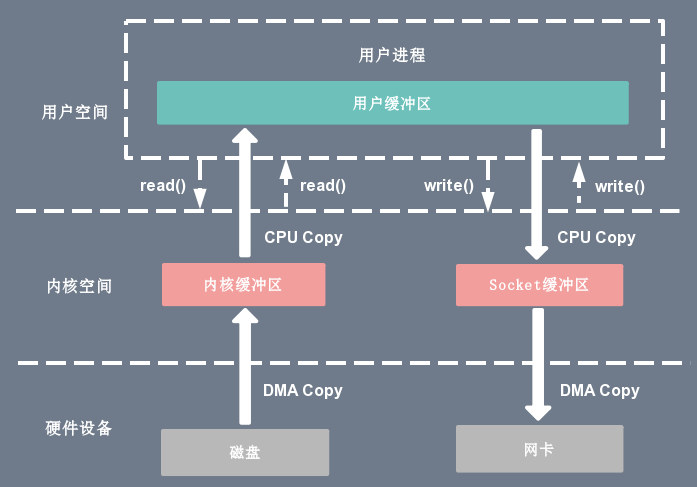 用户进程
用户缓冲区
用户空间
read()
read()
write()
write()
CPU Copy
CPU Copy
内核空间
内核缓冲区
Socket缓冲区
DMA Copy
DMA Copy
硬件设备
磁盘
网卡